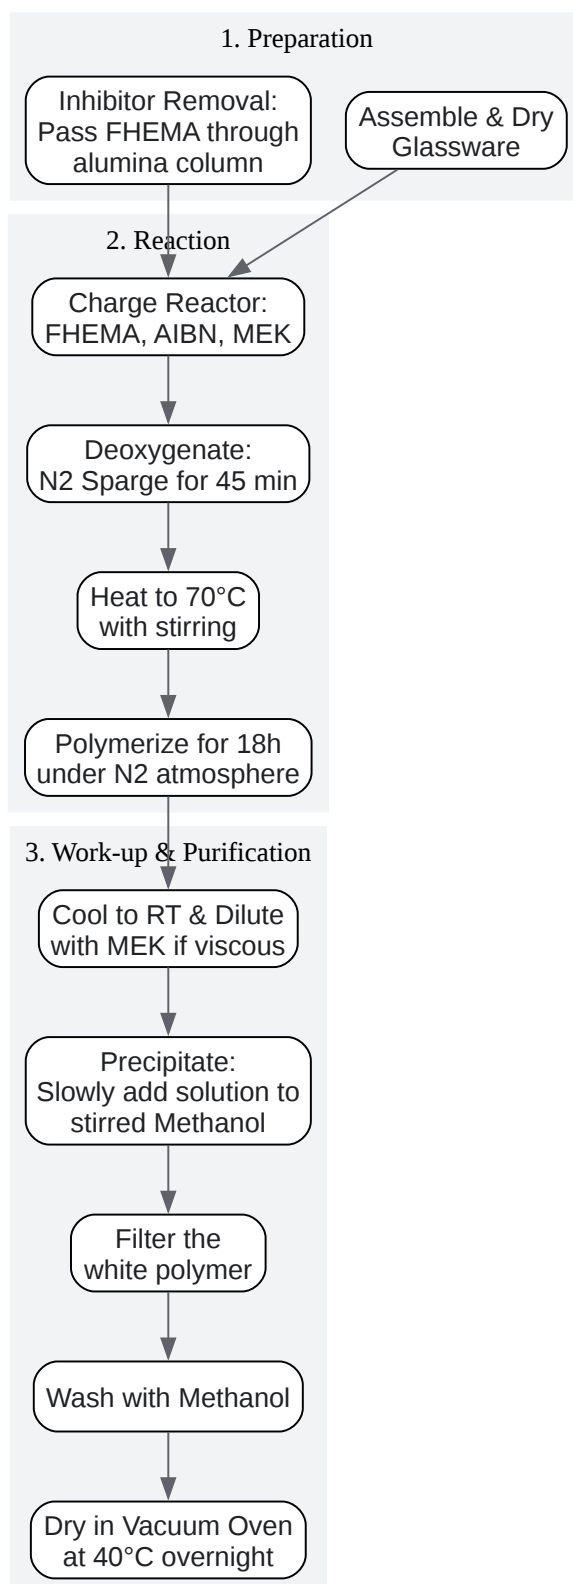 1. Preparation
Inhibitor Removal:
Pass FHEMA through
alumina column
Assemble & Dry
Glassware
2. Reaction
Charge Reactor:
FHEMA, AIBN, MEK
Deoxygenate:
N2 Sparge for 45 min
Heat to 70°C
with stirring
Polymerize for 18h
under N2 atmosphere
3. Work-up & Purification
Cool to RT & Dilute
with MEK if viscous
Precipitate:
Slowly add solution to
stirred Methanol
Filter the
white polymer
Wash with Methanol
Dry in Vacuum Oven
at 40°C overnight